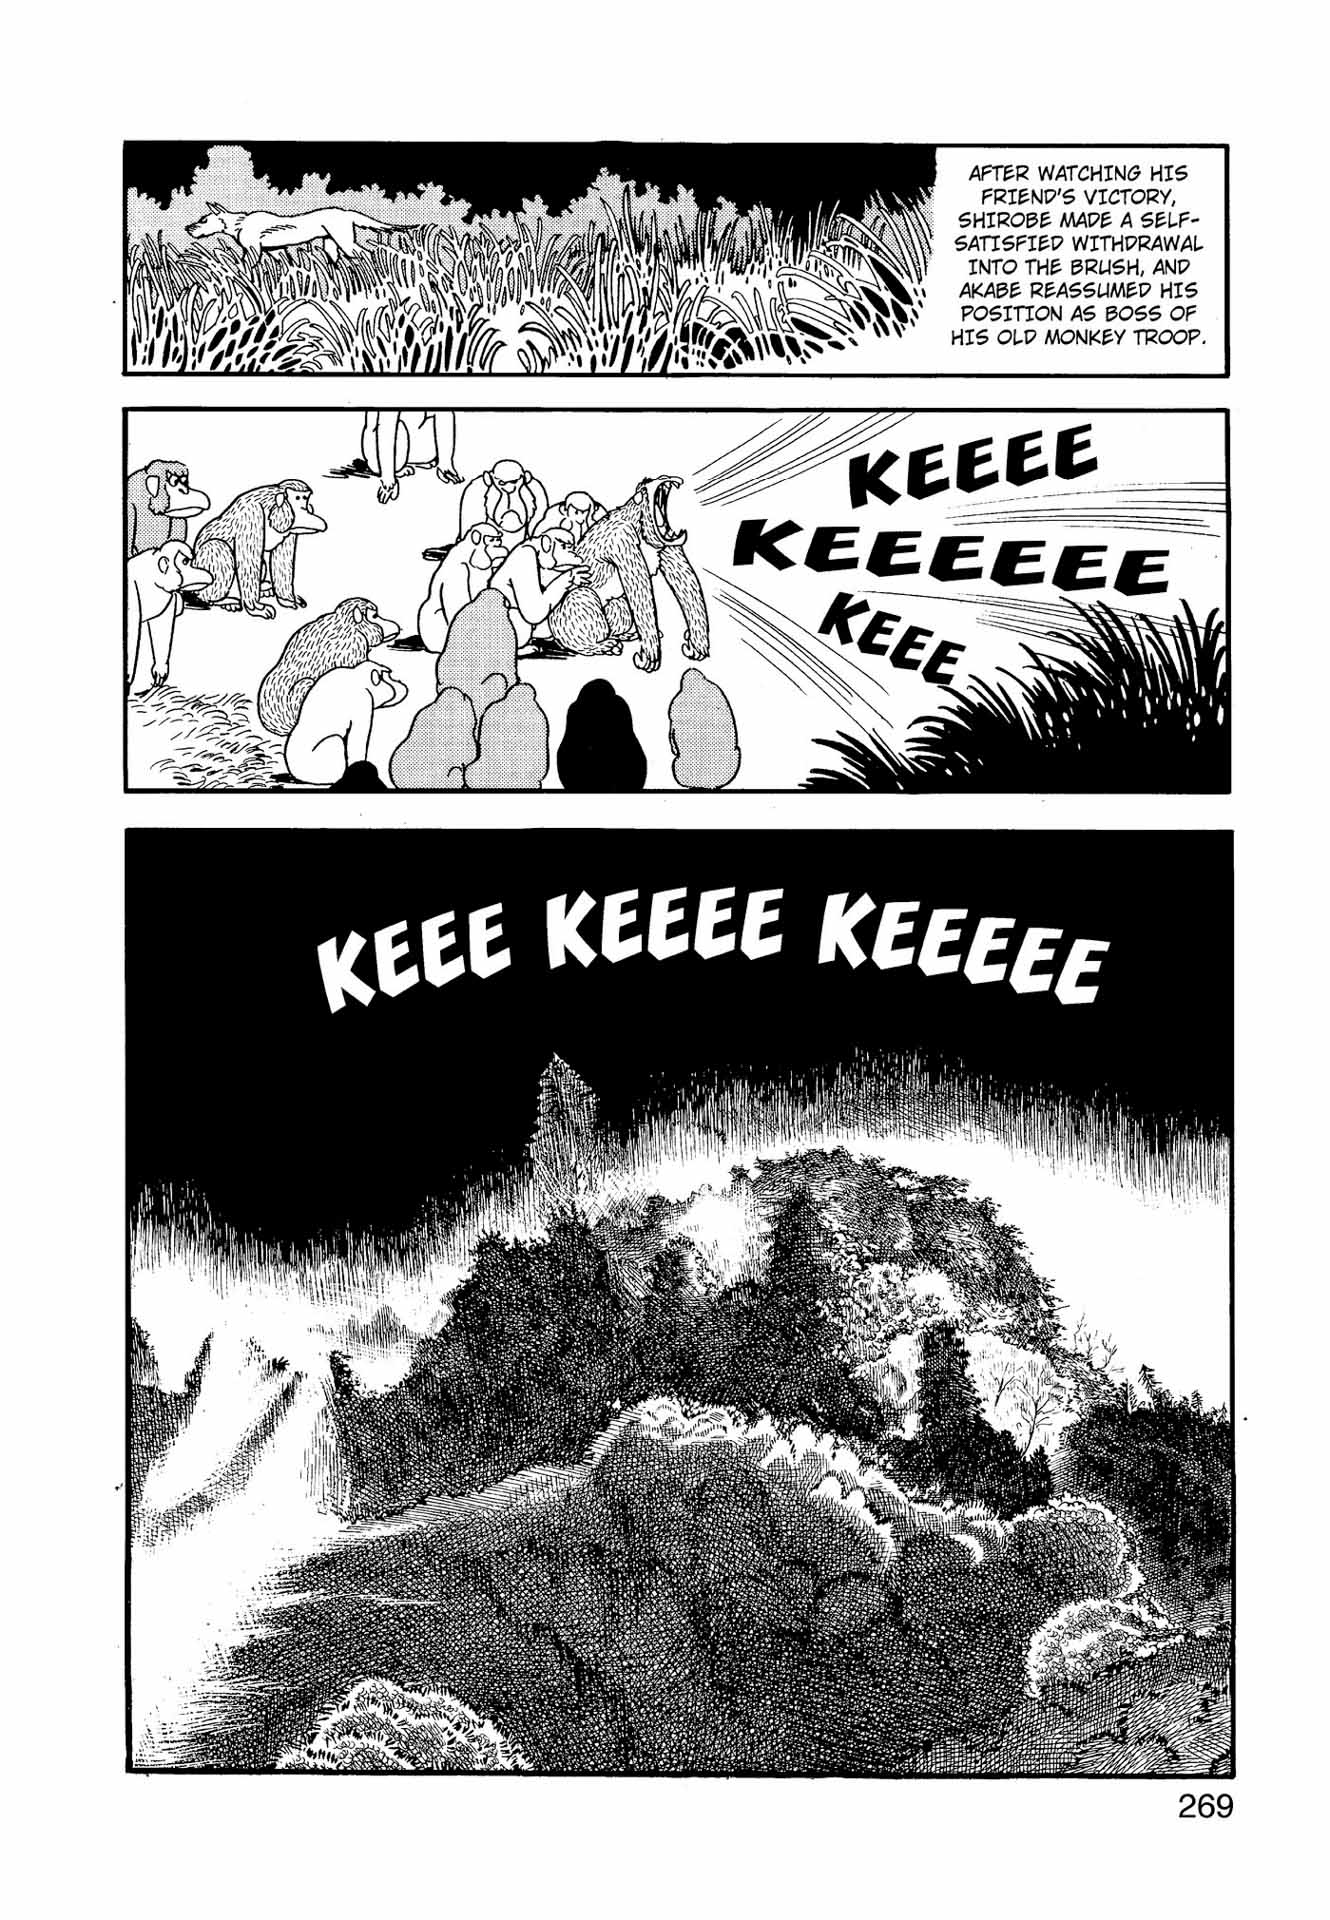 AFTER WATCHING HIS
FRIEND'S VICTORY,
SHIROBE MADE A SELF-
SATISFIED WITHDRAWAL
INTO THE BRUSH, AND
AKABE REASSUMED HIS
POSITION AS BOSS OF
HIS OLD MONKEY TROOP.
KEEEE
KEEEEEE
KEEE
KEEE KEEEE KEEEEE
269